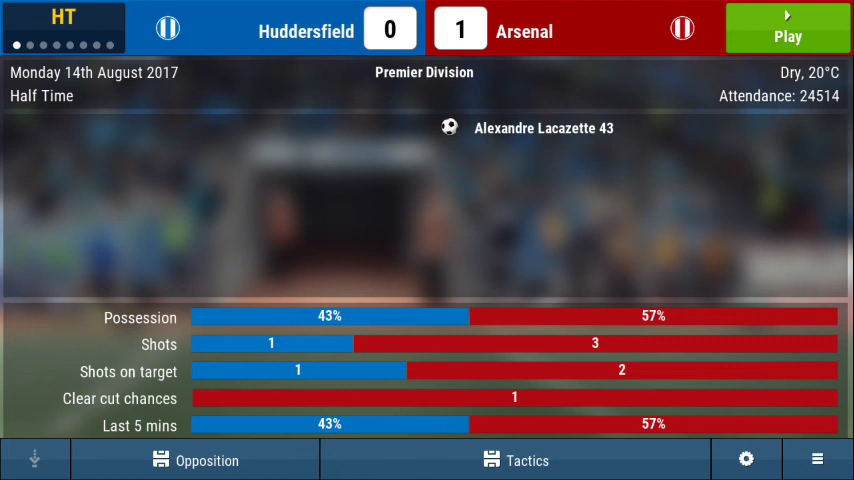 HT
Huddersfield 0
1 Arsenal
Play
Monday 14th August 2017
Premier Division
Dry, 20°C
Half Time
Attendance: 24514
Alexandre Lacazette 43
Possession 43% 57%
Shots 1 3
Shots on target 1 2
Clear cut chances 1
Last 5 mins 43% 57%
Opposition
Tactics